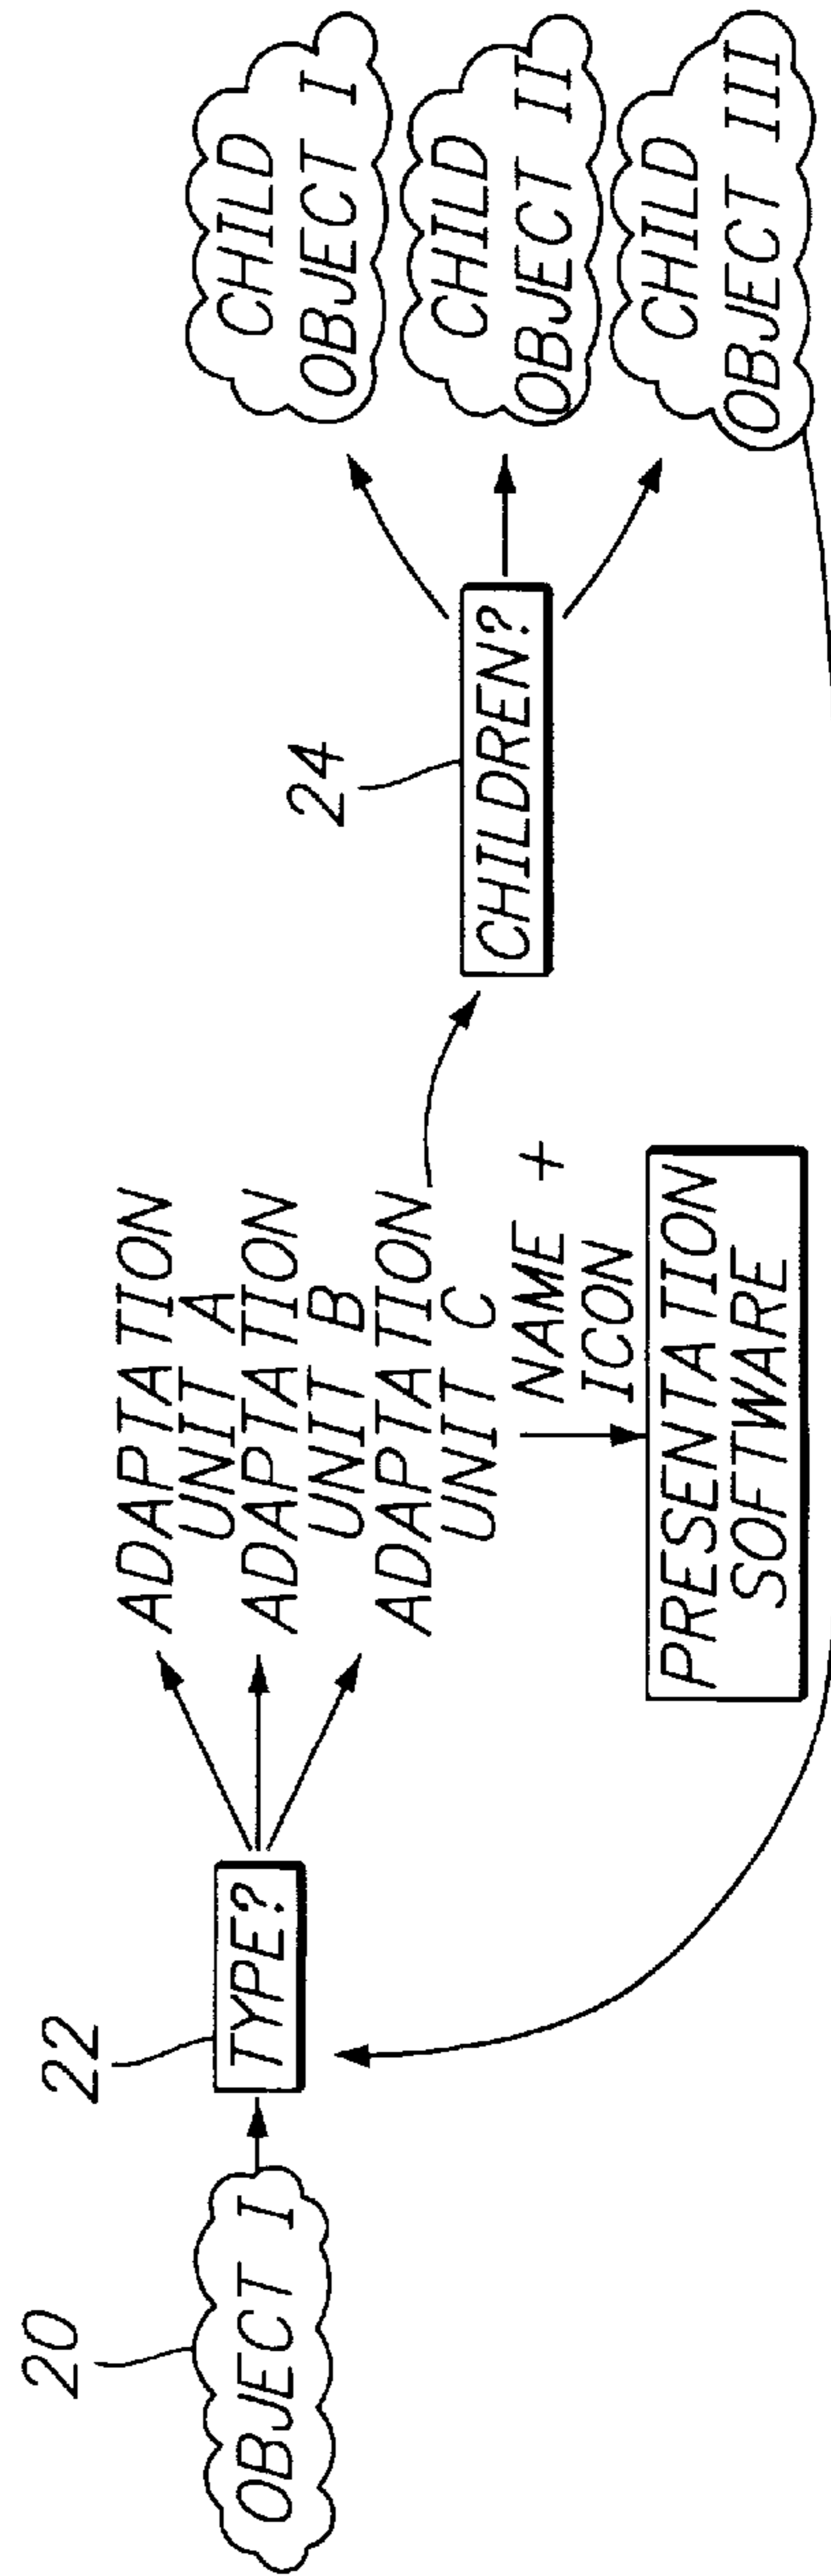 20
OBJECT I
22
TYPE?
ADAPTATION
UNIT A
ADAPTATION
UNIT B
ADAPTATION
UNIT C
NAME +
ICON
PRESENTATION
SOFTWARE
24
CHILDREN?
CHILD
OBJECT I
CHILD
OBJECT II
CHILD
OBJECT III